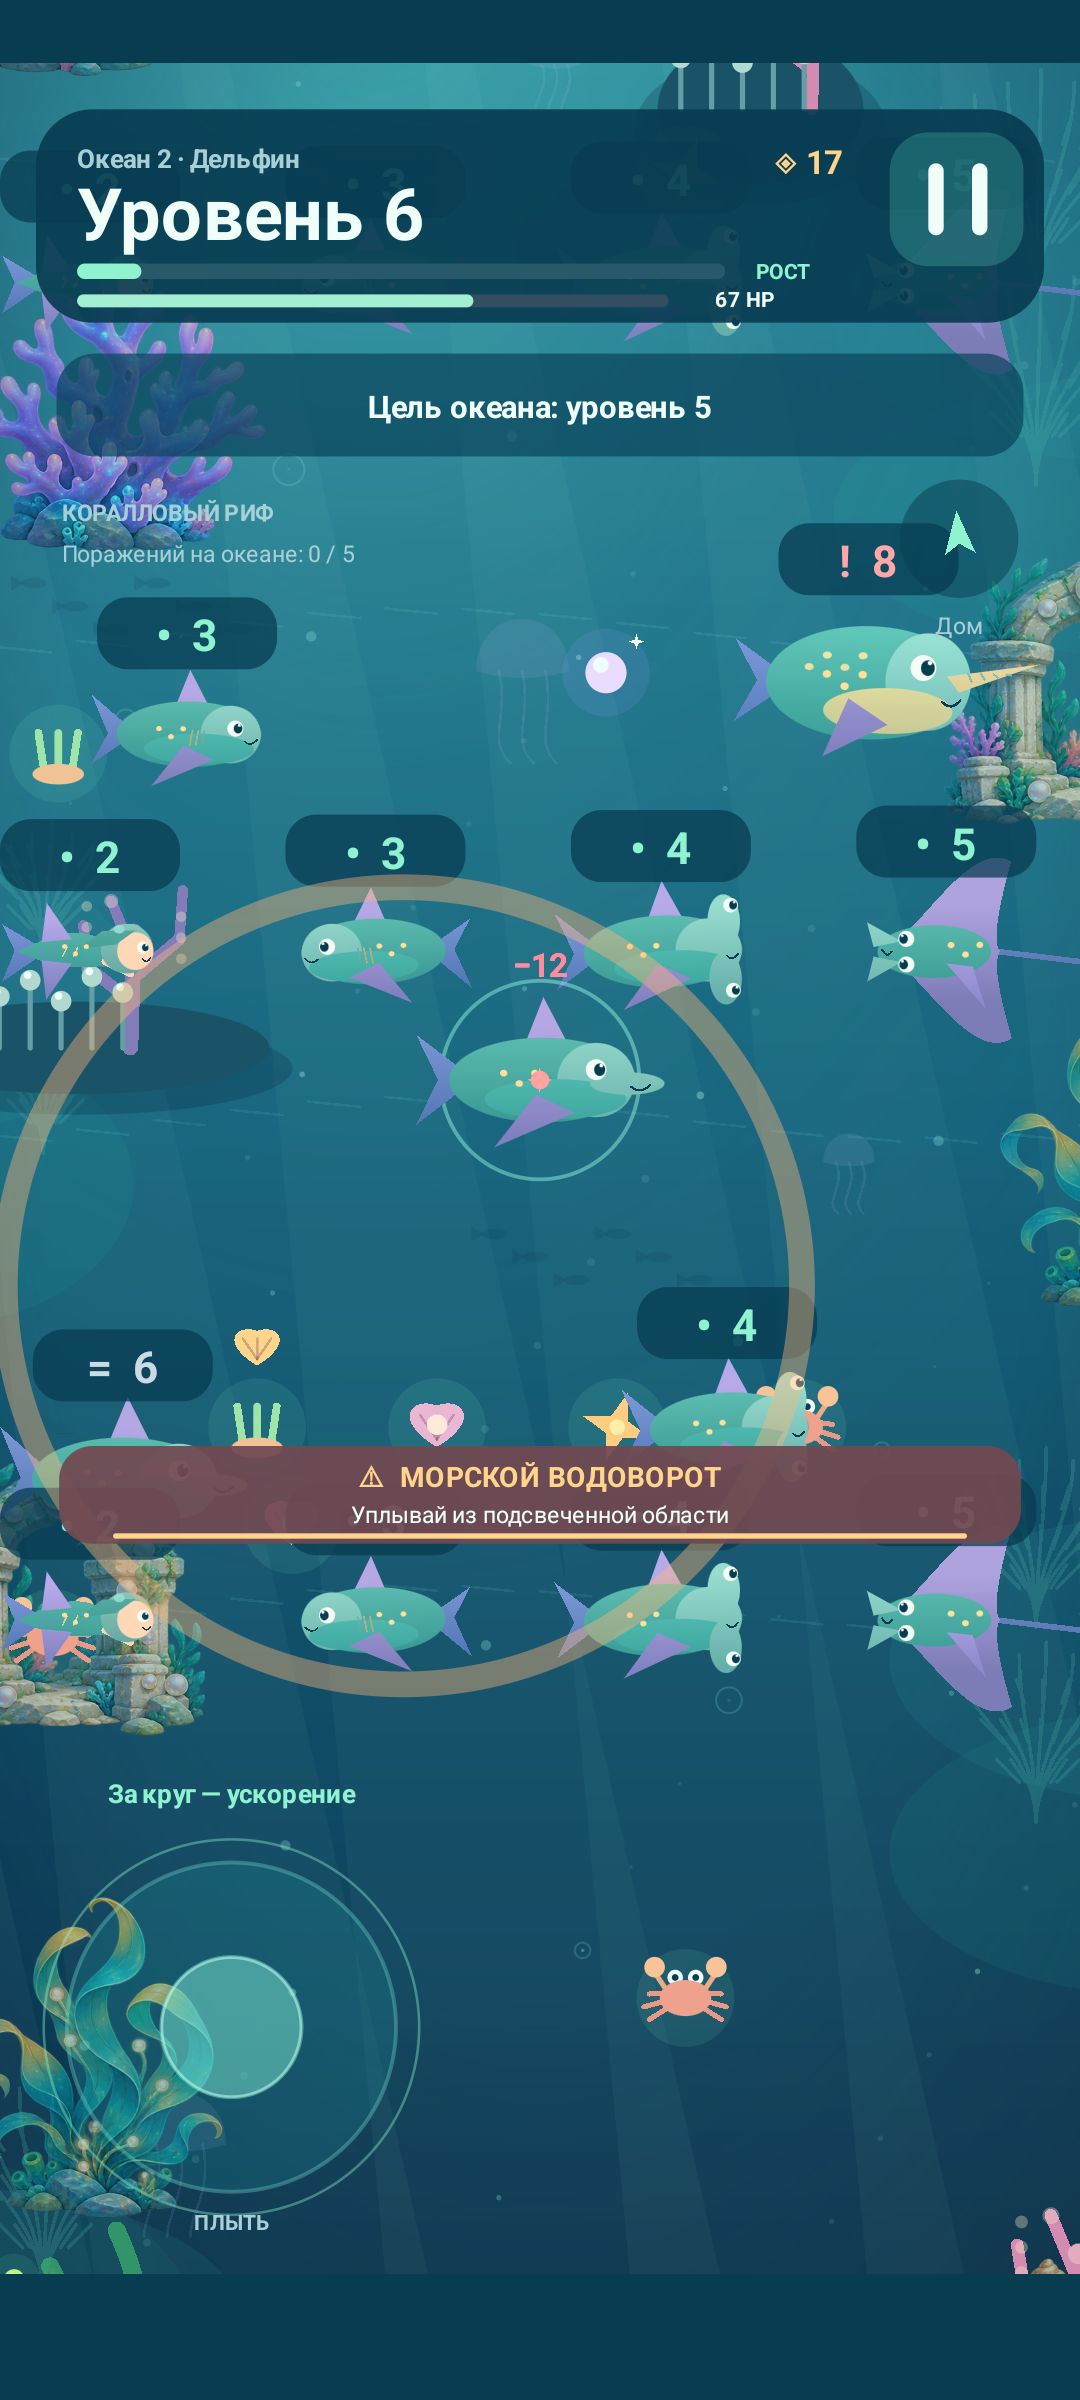 Океан 2 · Дельфин
17
Уровень 6
РОСТ
67 HP
Цель океана: уровень 5
КОРАЛЛОВЫЙ РИФ
Поражений на океане: 0 / 5
! 8
Дом
• 3
• 2
• 3
• 4
• 5
−12
• 4
= 6
⚠ МОРСКОЙ ВОДОВОРОТ
Уплывай из подсвеченной области
За круг — ускорение
ПЛЫТЬ